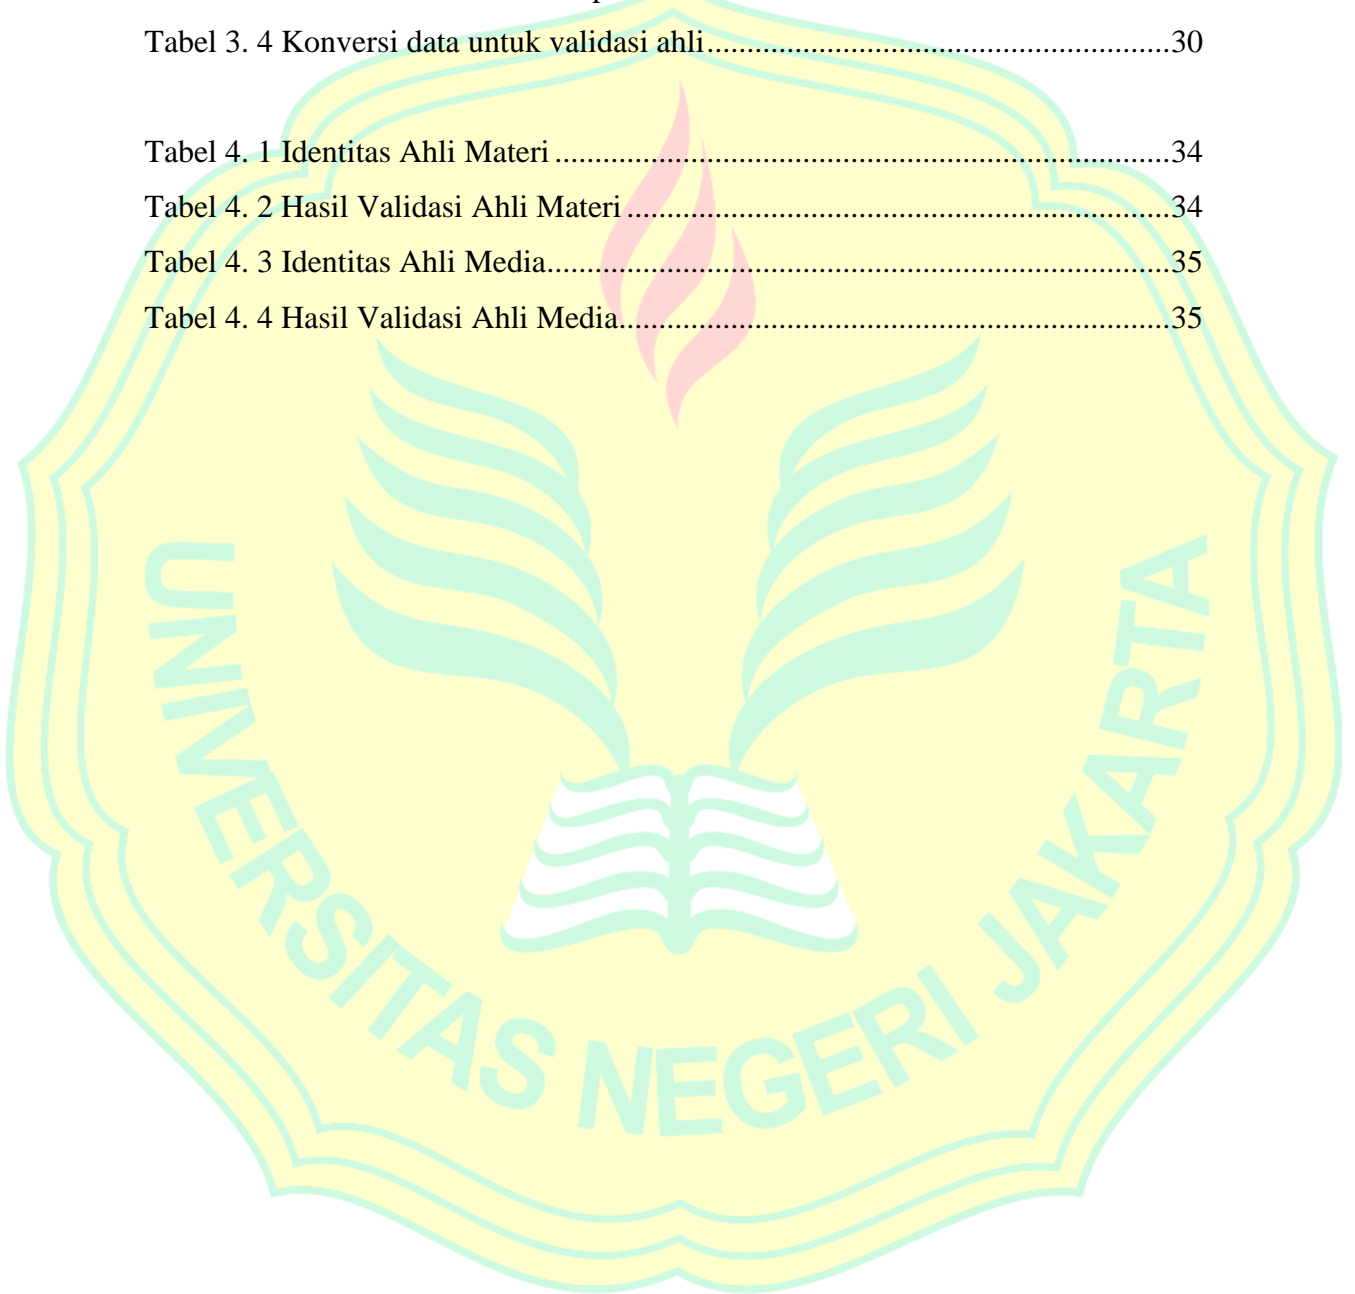 Tabel 3. 4 Konversi data untuk validasi ahli..........................................................30
Tabel 4. 1 Identitas Ahli Materi.............................................................................34
Tabel 4. 2 Hasil Validasi Ahli Materi....................................................................34
Tabel 4. 3 Identitas Ahli Media..............................................................................35
Tabel 4. 4 Hasil Validasi Ahli Media.....................................................................35
UNIVERSITAS NEGERI JAKARTA